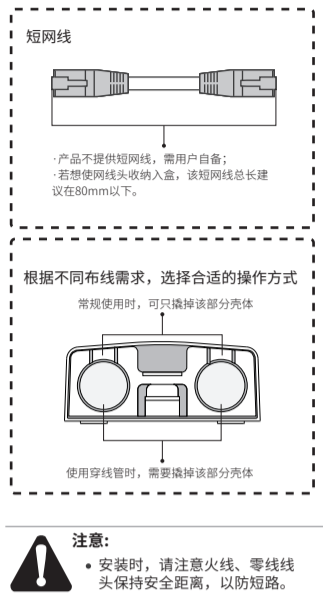 短网线
·产品不提供短网线，需用户自备；
·若想使网线头收纳入盒，该短网线总长建
议在80mm以下。
根据不同布线需求，选择合适的操作方式
常规使用时，可只撬掉该部分壳体
使用穿线管时，需要撬掉该部分壳体
注意:
• 安装时，请注意火线、零线线
头保持安全距离，以防短路。